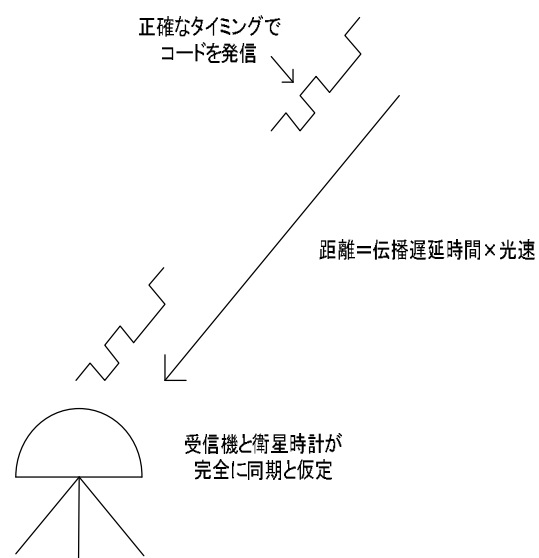 正確なタイミングで
コードを発信
距離＝伝播遅延時間×光速
受信機と衛星時計が
完全に同期と仮定